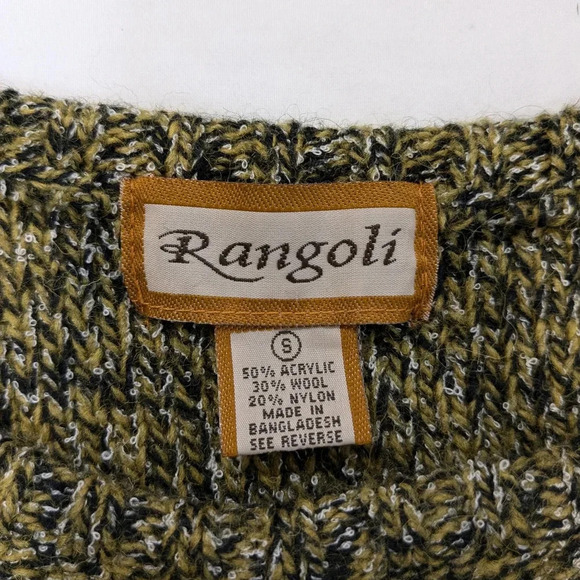 Rangoli
S
50% ACRYLIC
30% WOOL
20% NYLON
MADE IN
BANGLADESH
SEE REVERSE